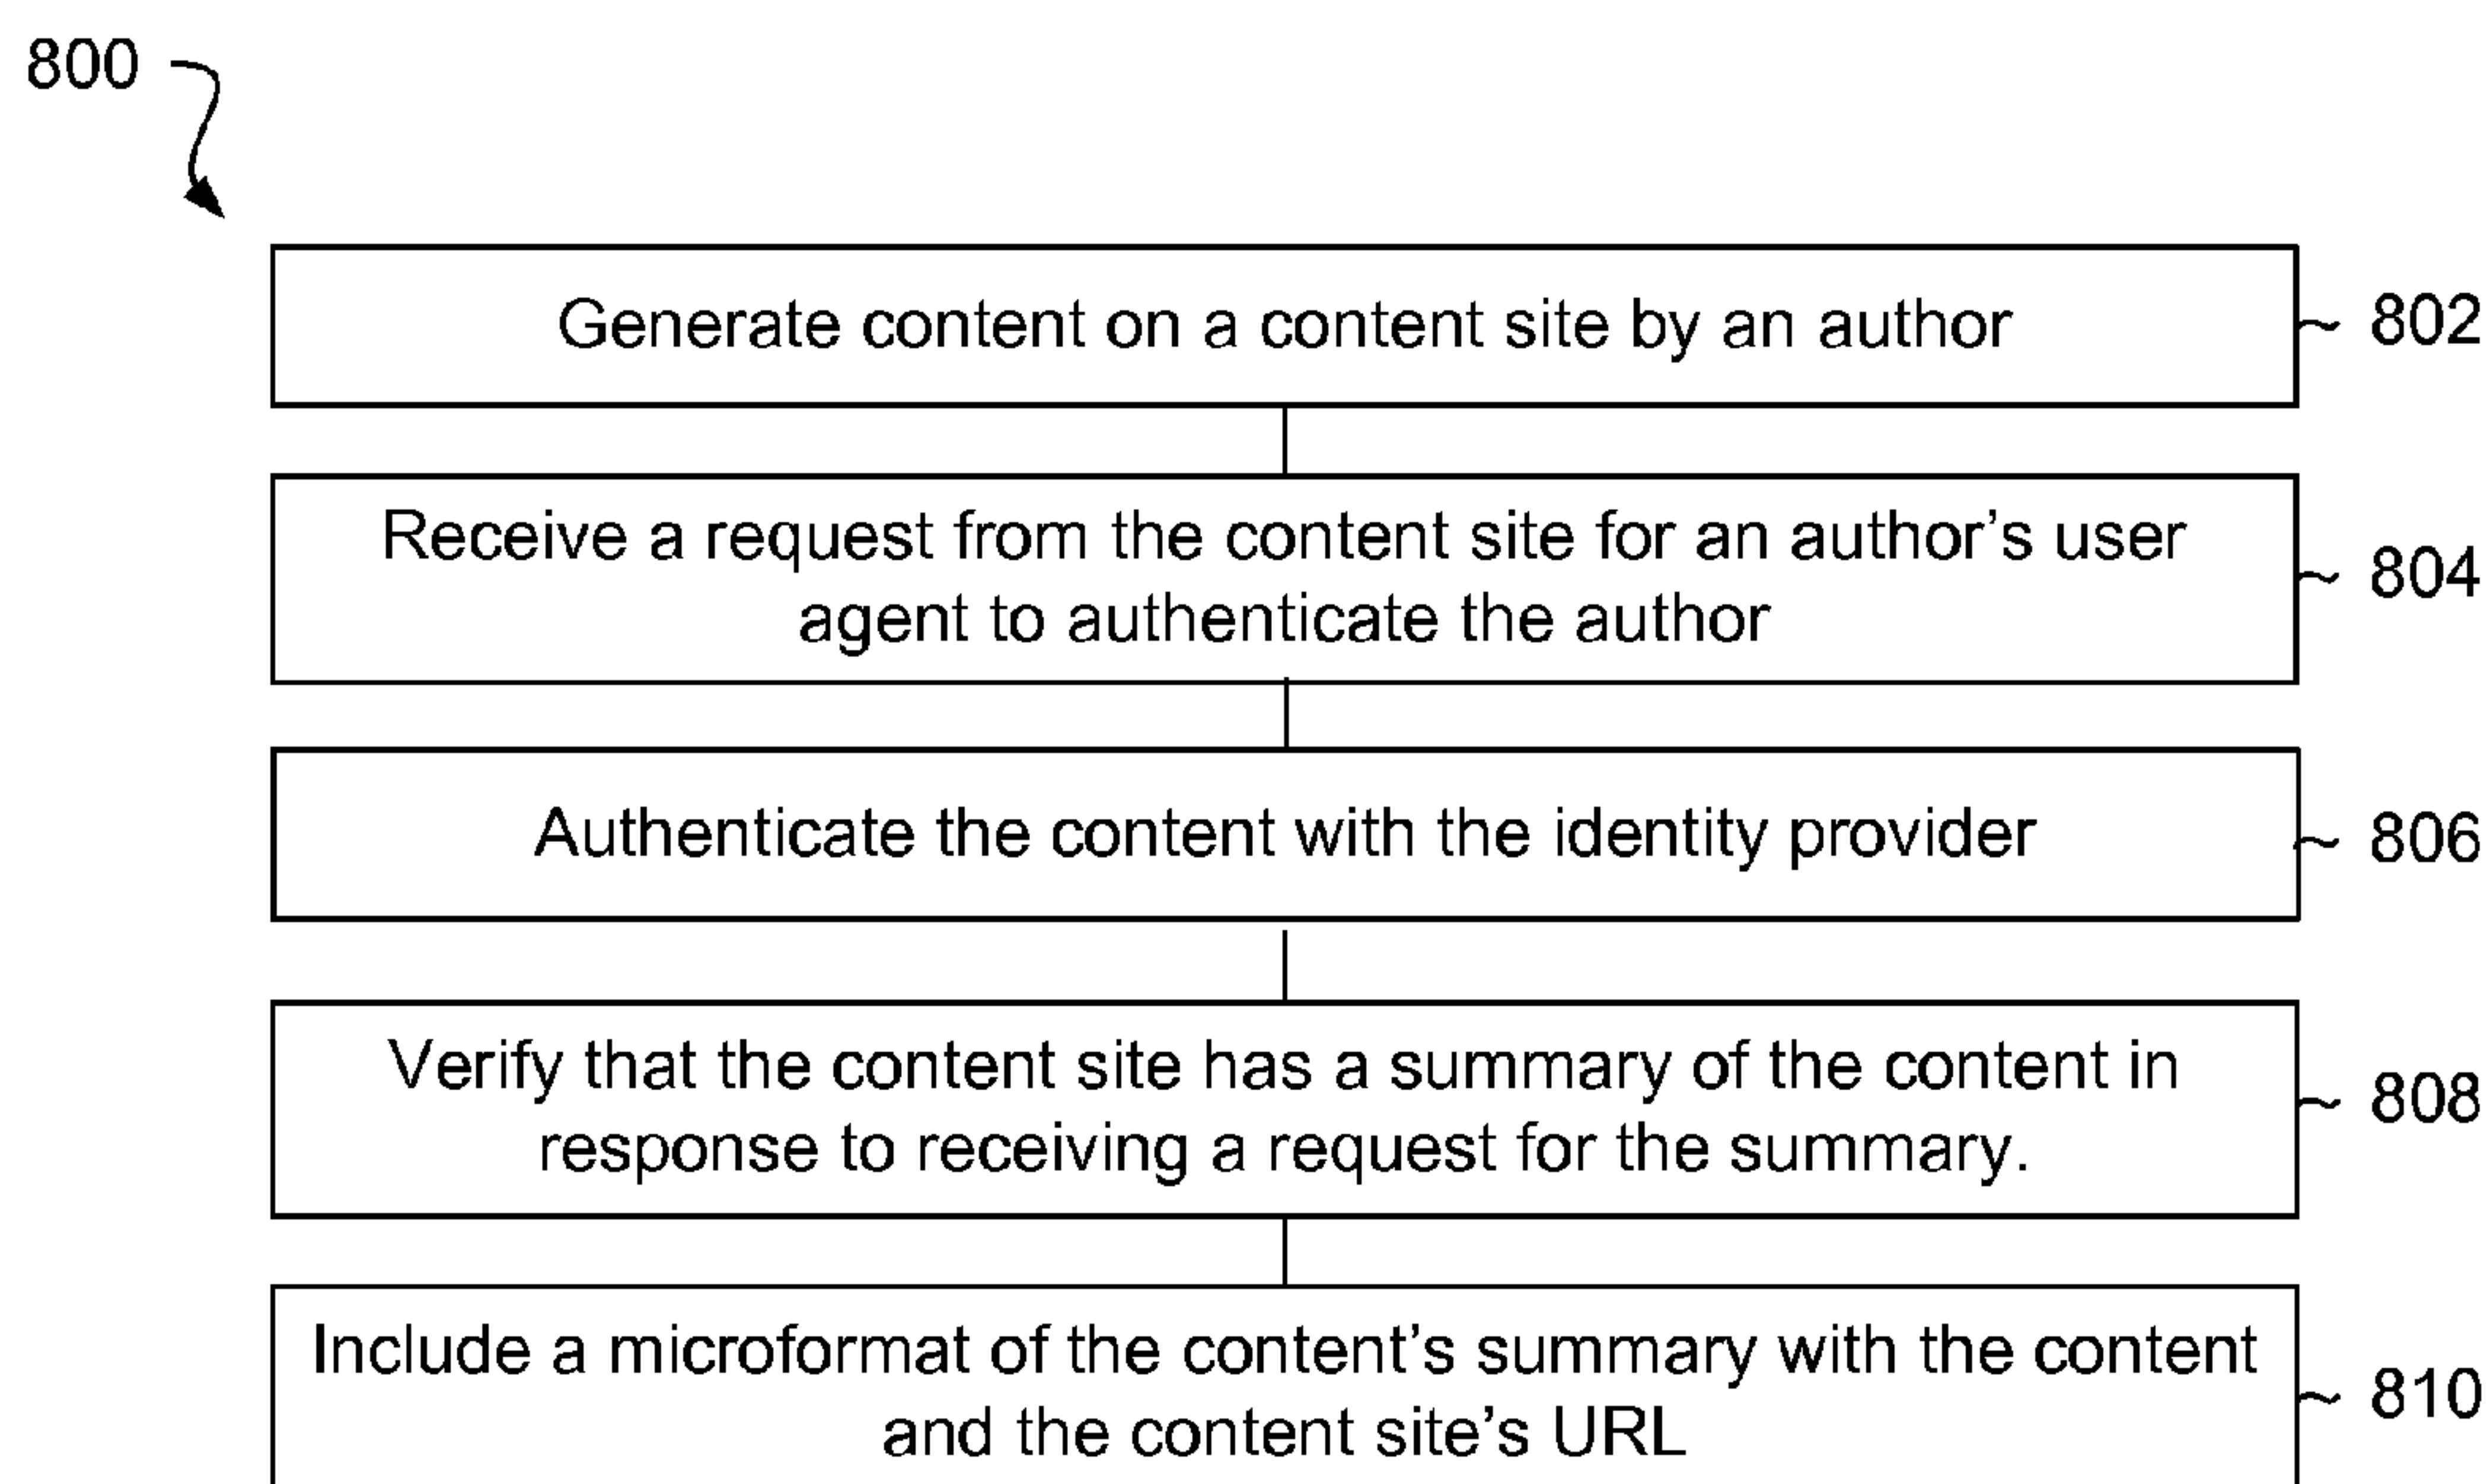 800
Generate content on a content site by an author
802
Receive a request from the content site for an author’s user
agent to authenticate the author
804
Authenticate the content with the identity provider
806
Verify that the content site has a summary of the content in
response to receiving a request for the summary.
808
Include a microformat of the content’s summary with the content
and the content site’s URL
810